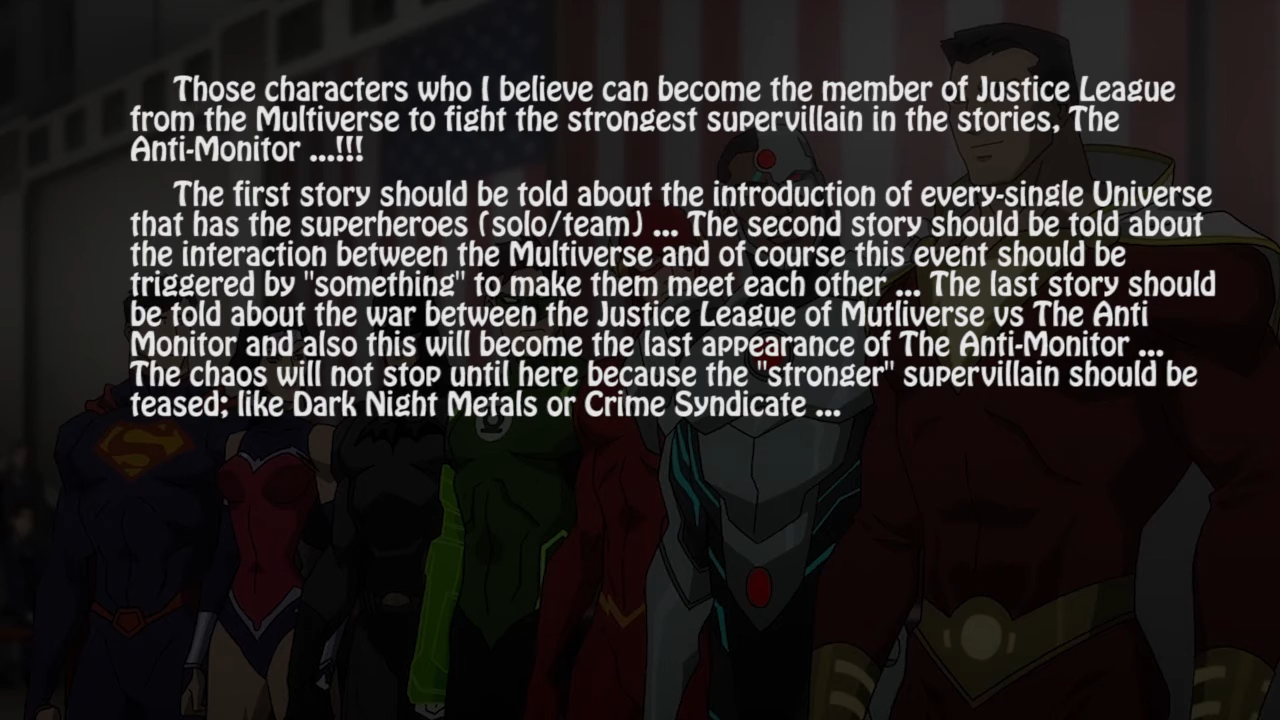 Those characters who I believe can become the member of Justice League
from the Multiverse to fight the strongest supervillain in the stories, The
Anti-Monitor ...!!!
The first story should be told about the introduction of every-single Universe
that has the superheroes (solo/team) ... The second story should be told about
the interaction between the Multiverse and of course this event should be
triggered by "something" to make them meet each other ... The last story should
be told about the war between the Justice League of Mutliverse vs The Anti
Monitor and also this will become the last appearance of The Anti-Monitor ...
The chaos will not stop until here because the "stronger" supervillain should be
teased; like Dark Night Metals or Crime Syndicate ...